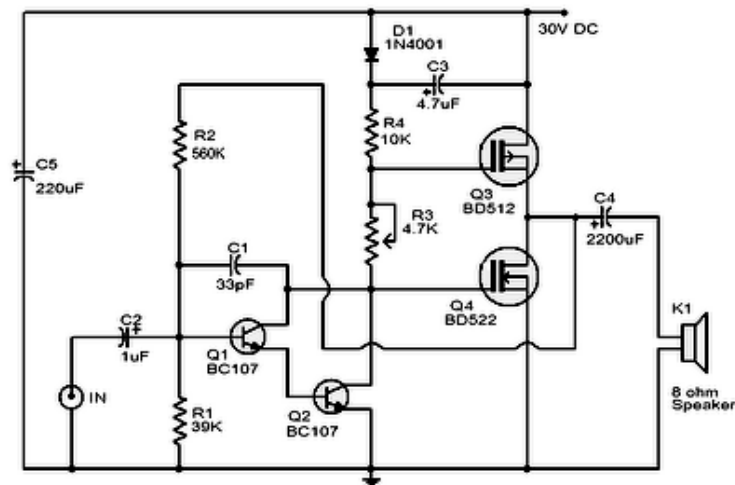 30V DC
D1
1N4001
C3
+
4.7uF
R2
560K
R4
10K
+
C5
220uF
Q3
BD512
C4
+
2200uF
R3
4.7K
C1
33pF
Q4
BD522
K1
C2
+
1uF
Q1
BC107
IN
Q2
BC107
R1
39K
8 ohm
Speaker